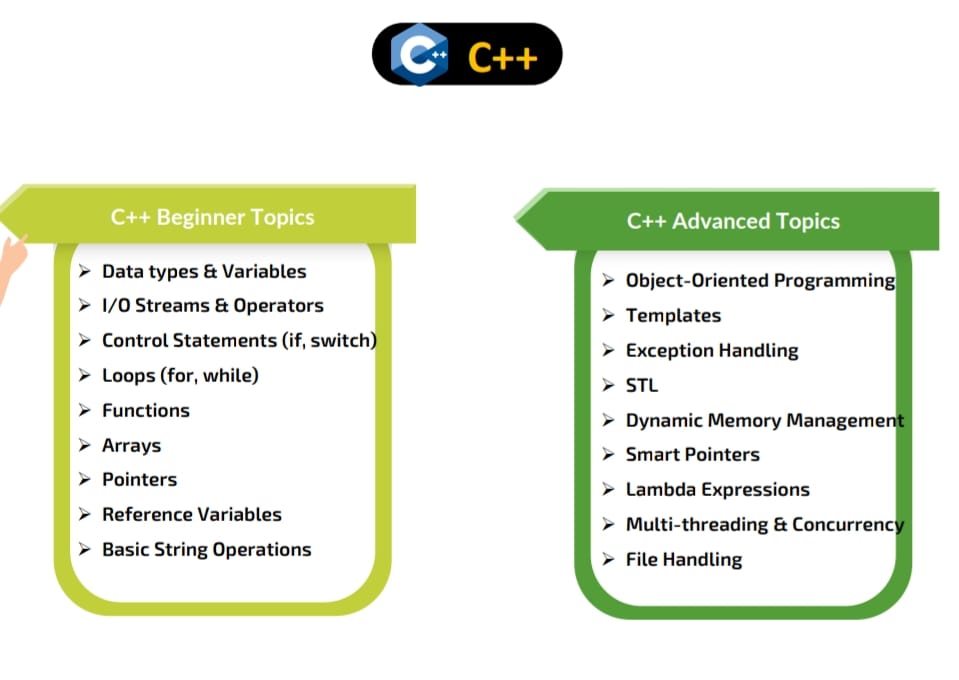 C++ C++
C++ Beginner Topics
Data types & Variables
I/O Streams & Operators
Control Statements (if, switch)
Loops (for, while)
Functions
Arrays
Pointers
Reference Variables
Basic String Operations
C++ Advanced Topics
Object-Oriented Programming
Templates
Exception Handling
STL
Dynamic Memory Management
Smart Pointers
Lambda Expressions
Multi-threading & Concurrency
File Handling